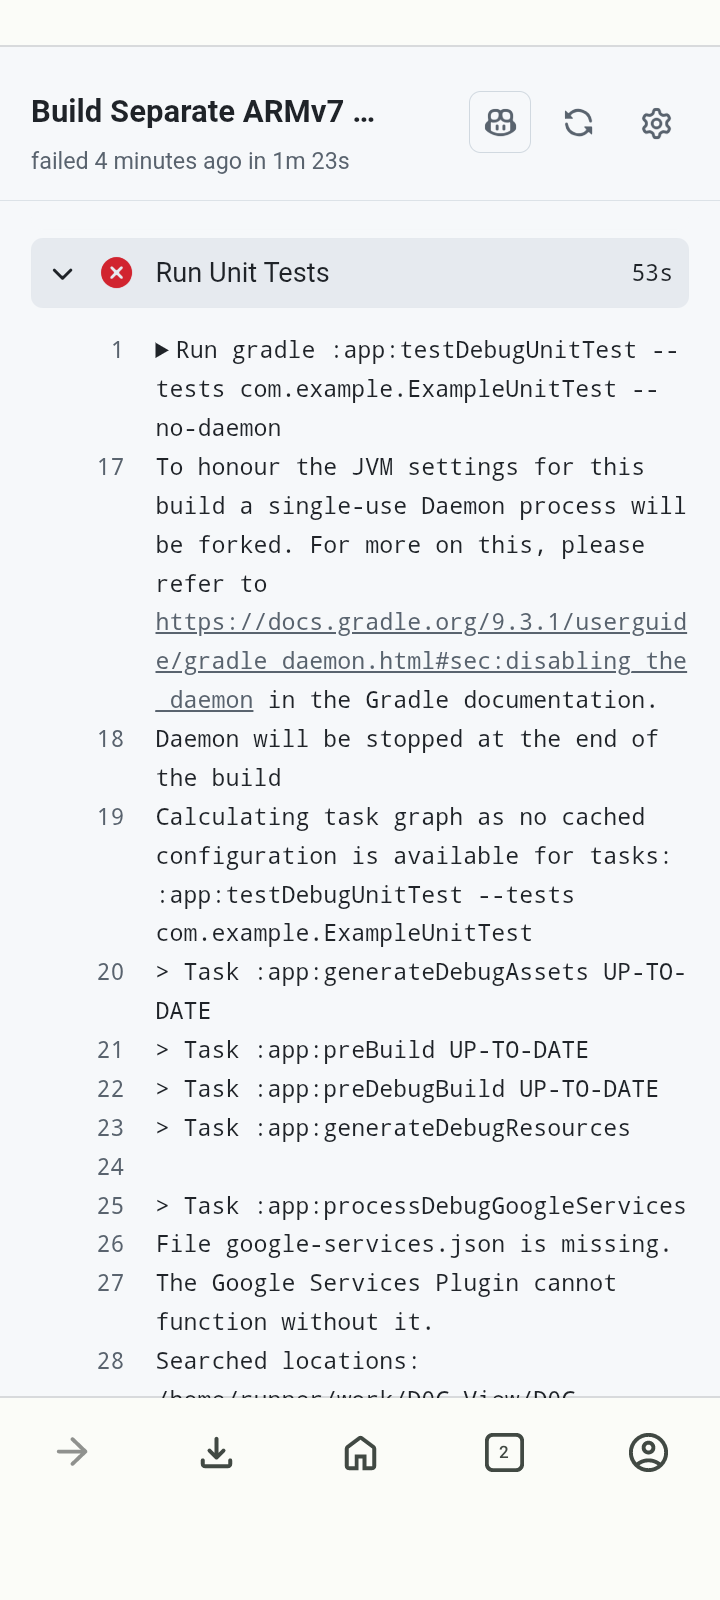 Build Separate ARMv7 ...
failed 4 minutes ago in 1m 23s
Run Unit Tests 53s
1 Run gradle :app:testDebugUnitTest --
tests com.example.ExampleUnitTest --
no-daemon
17 To honour the JVM settings for this
build a single-use Daemon process will
be forked. For more on this, please
refer to
https://docs.gradle.org/9.3.1/userguid
e/gradle_daemon.html#sec:disabling_the
_daemon in the Gradle documentation.
18 Daemon will be stopped at the end of
the build
19 Calculating task graph as no cached
configuration is available for tasks:
:app:testDebugUnitTest --tests
com.example.ExampleUnitTest
20 > Task :app:generateDebugAssets UP-TO-
DATE
21 > Task :app:preBuild UP-TO-DATE
22 > Task :app:preDebugBuild UP-TO-DATE
23 > Task :app:generateDebugResources
24
25 > Task :app:processDebugGoogleServices
26 File google-services.json is missing.
27 The Google Services Plugin cannot
function without it.
28 Searched locations:
2